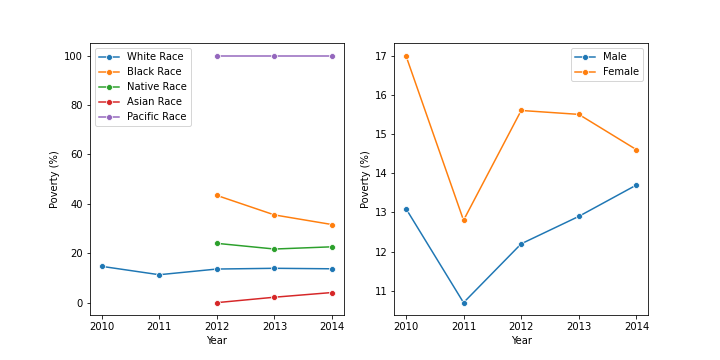 White Race
Black Race
Native Race
Asian Race
Pacific Race
100
80
60
40
20
0
Poverty (%)
2010 2011 2012 2013 2014
Year
Male
Female
17
16
15
14
13
12
11
Poverty (%)
2010 2011 2012 2013 2014
Year